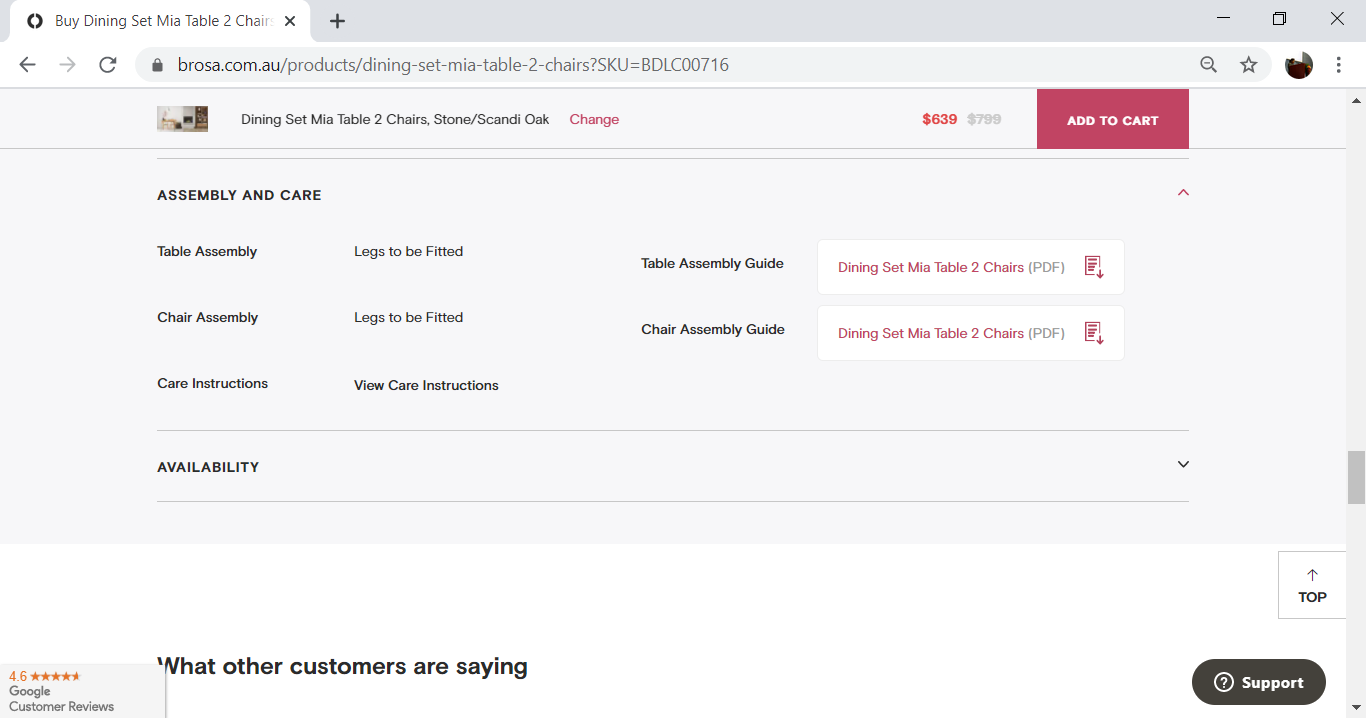 Buy Dining Set Mia Table 2 Chair
brosa.com.au/products/dining-set-mia-table-2-chairs?SKU=BDLC00716
Dining Set Mia Table 2 Chairs, Stone/Scandi Oak Change $639 $799 ADD TO CART
ASSEMBLY AND CARE
Table Assembly Legs to be Fitted
Table Assembly Guide Dining Set Mia Table 2 Chairs (PDF)
Chair Assembly Legs to be Fitted
Chair Assembly Guide Dining Set Mia Table 2 Chairs (PDF)
Care Instructions View Care Instructions
AVAILABILITY
TOP
What other customers are saying
4.6
Google
Customer Reviews
Support